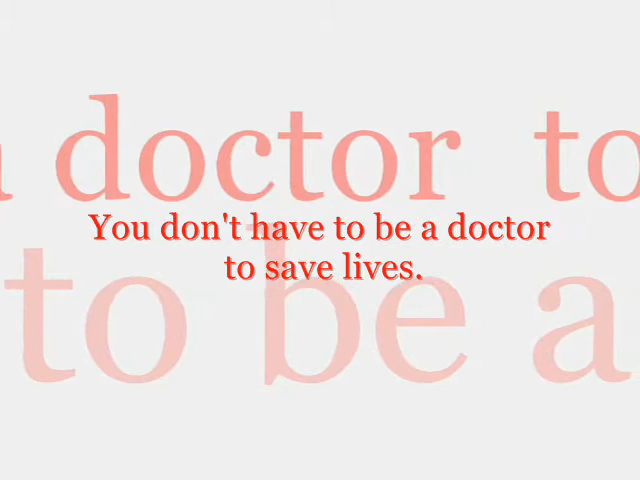 a doctor to
You don't have to be a doctor
to save lives.
to be a